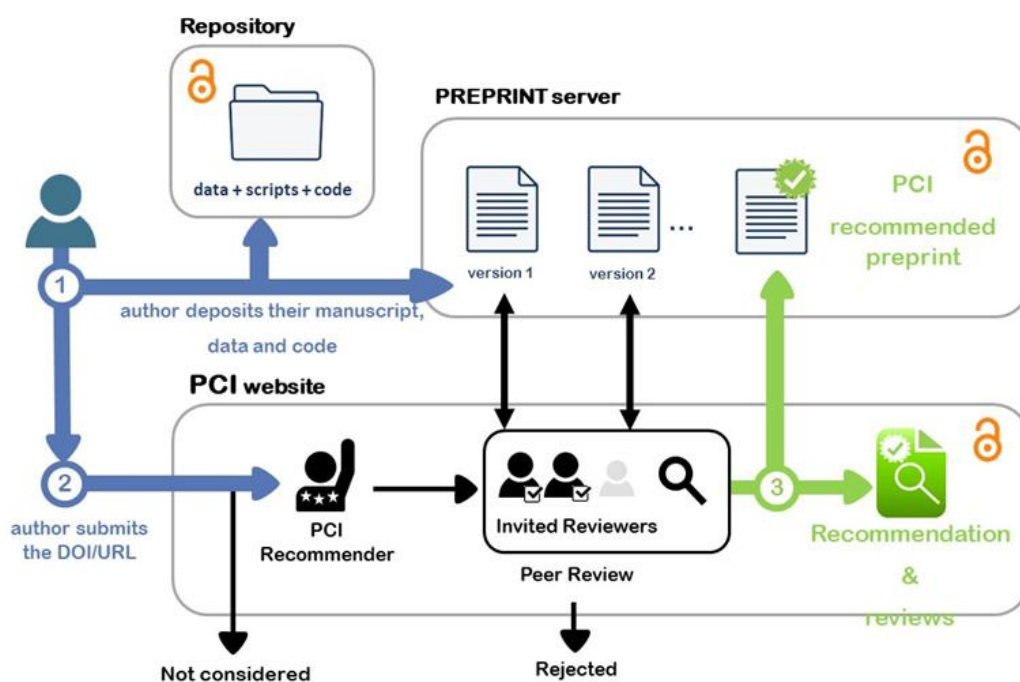 Repository
data + scripts + code
PREPRINT server
version 1
version 2
...
PCI
recommended
preprint
1
author deposits their manuscript,
data and code
PCI website
2
author submits
the DOI/URL
PCI
Recommender
Invited Reviewers
Peer Review
3
Recommendation
&
reviews
Not considered
Rejected